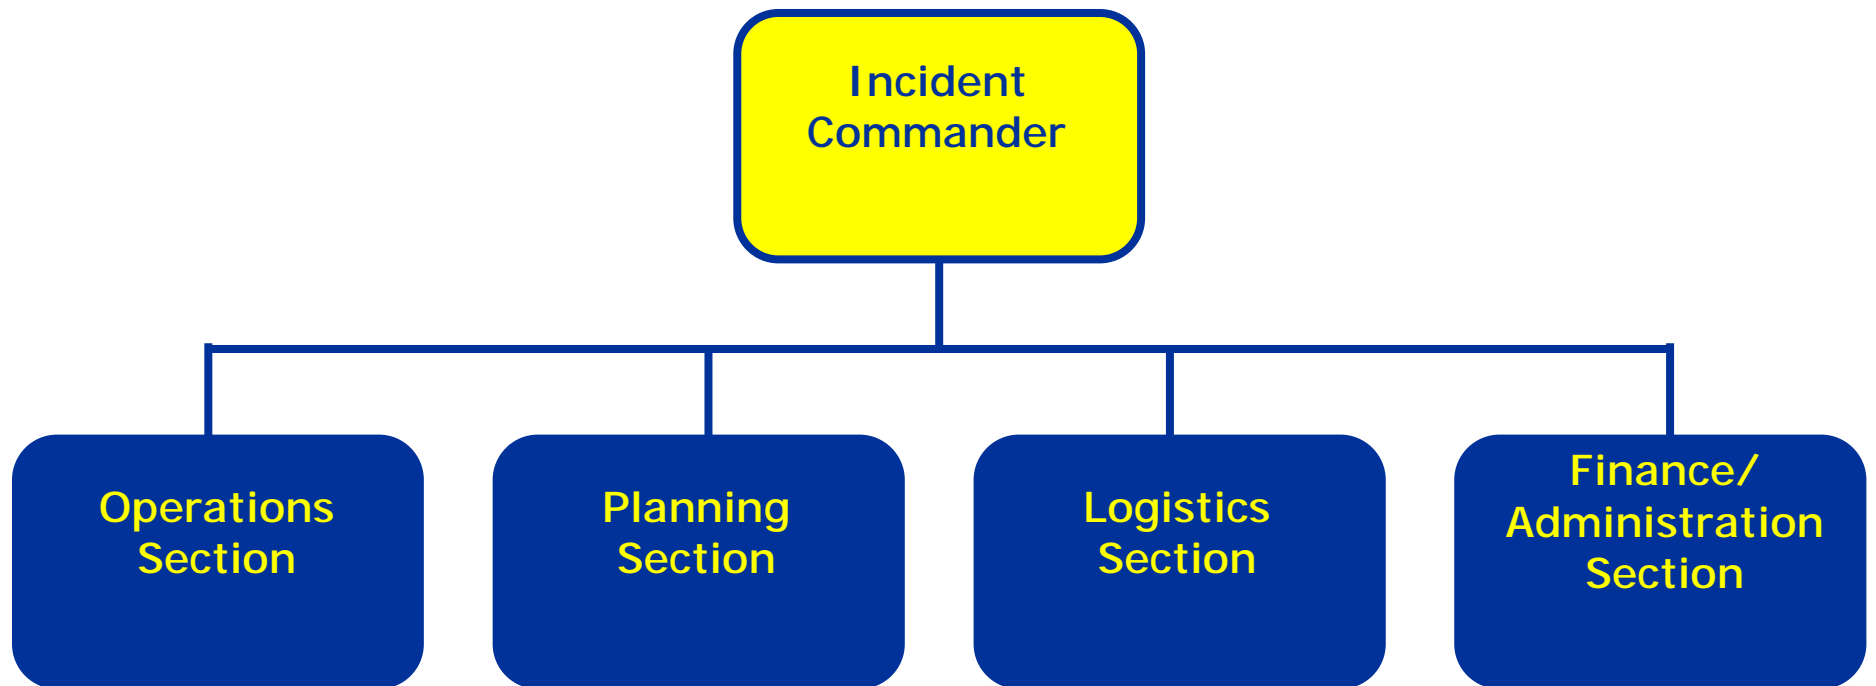 Incident
Commander
Operations
Section
Planning
Section
Logistics
Section
Finance/
Administration
Section